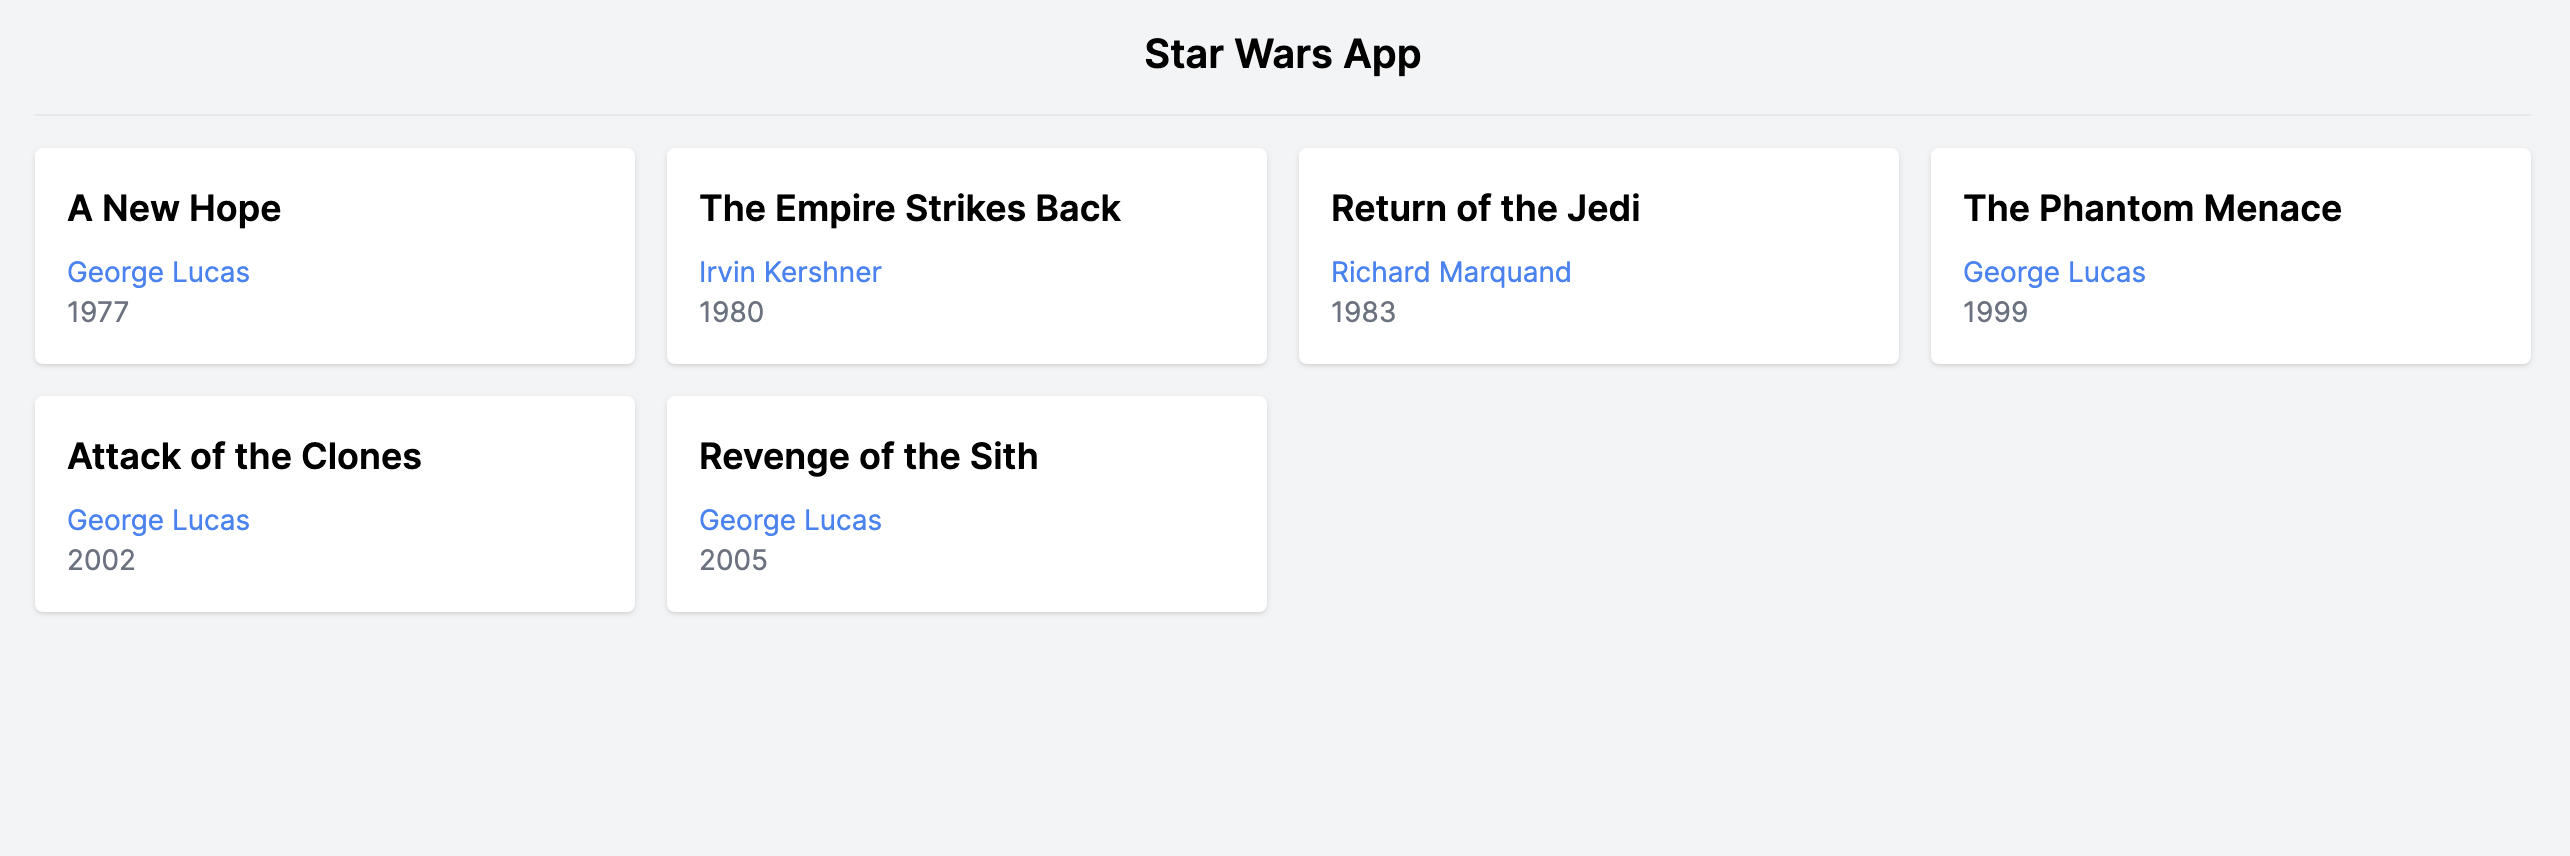 Star Wars App
A New Hope
George Lucas
1977
The Empire Strikes Back
Irvin Kershner
1980
Return of the Jedi
Richard Marquand
1983
The Phantom Menace
George Lucas
1999
Attack of the Clones
George Lucas
2002
Revenge of the Sith
George Lucas
2005